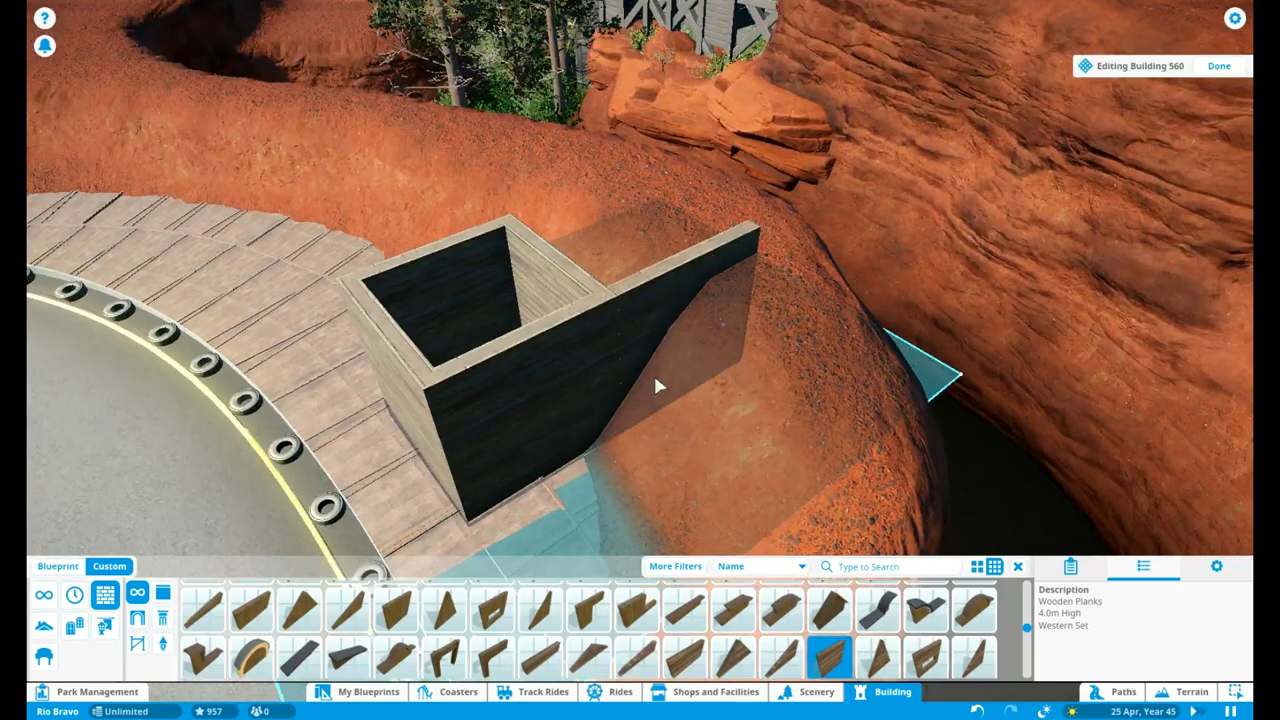 ?
Editing Building 560 Done
Blueprint Custom
More Filters Name Type to Search
Description
Wooden Planks
4.0m High
Western Set
Park Management My Blueprints Coasters Track Rides Rides Shops and Facilities Scenery Building Paths Terrain
Rio Bravo Unlimited 957 0 25 Apr, Year 45